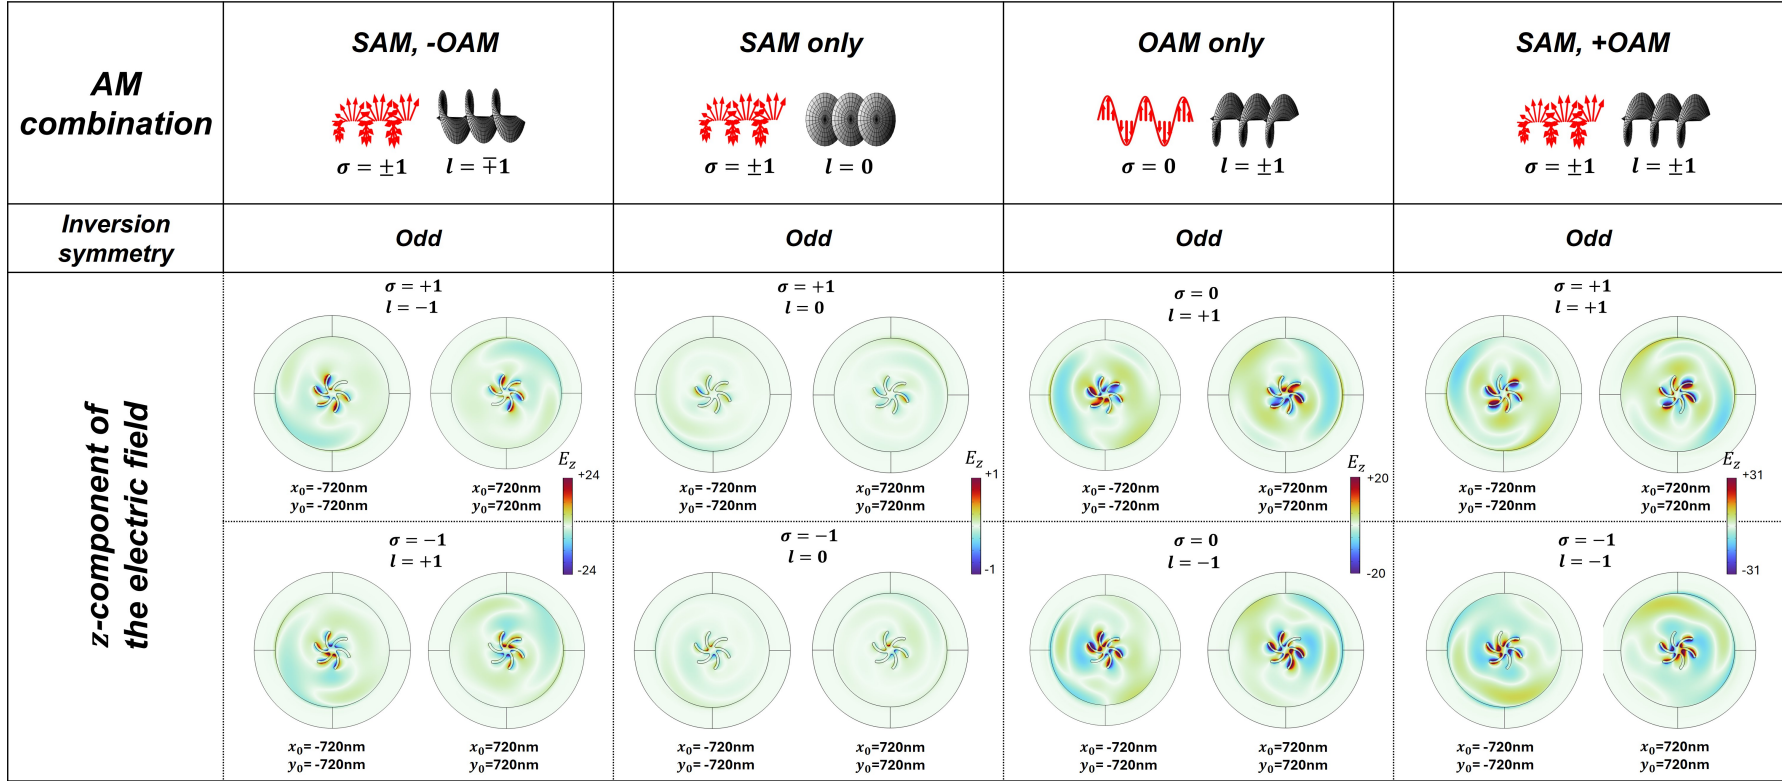 AM combination
SAM, -OAM
σ = ±1
l = ∓1
SAM only
σ = ±1
l = 0
OAM only
σ = 0
l = ±1
SAM, +OAM
σ = ±1
l = ±1
Inversion symmetry
Odd
Odd
Odd
Odd
z-component of
the electric field
σ = +1
l = −1
x₀= -720nm
y₀= -720nm
x₀=720nm
y₀=720nm
E_z
+24
-24
σ = +1
l = 0
x₀= -720nm
y₀= -720nm
x₀=720nm
y₀=720nm
E_z
+1
-1
σ = 0
l = +1
x₀= -720nm
y₀= -720nm
x₀=720nm
y₀=720nm
E_z
+20
-20
σ = +1
l = +1
x₀= -720nm
y₀= -720nm
x₀=720nm
y₀=720nm
E_z
+31
-31
σ = −1
l = +1
x₀= -720nm
y₀= -720nm
x₀=720nm
y₀=720nm
σ = −1
l = 0
x₀= -720nm
y₀= -720nm
x₀=720nm
y₀=720nm
σ = 0
l = −1
x₀= -720nm
y₀= -720nm
x₀=720nm
y₀=720nm
σ = −1
l = −1
x₀= -720nm
y₀= -720nm
x₀=720nm
y₀=720nm